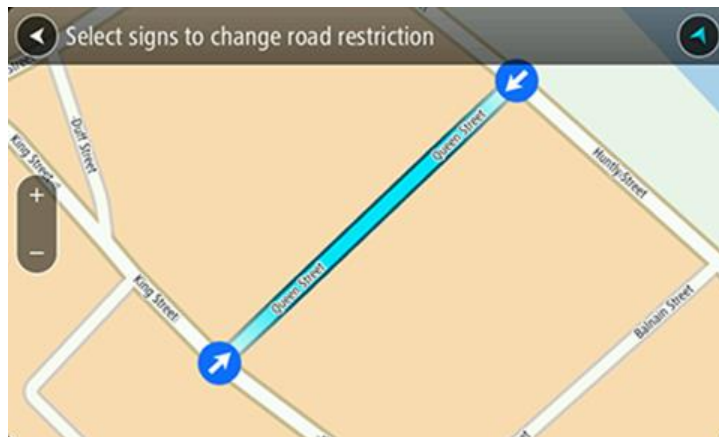 Select signs to change road restriction
Street
Duff Street
King Street
Queen Street
Huntly Street
+
−
Queen Street
King Street
Balnain Street